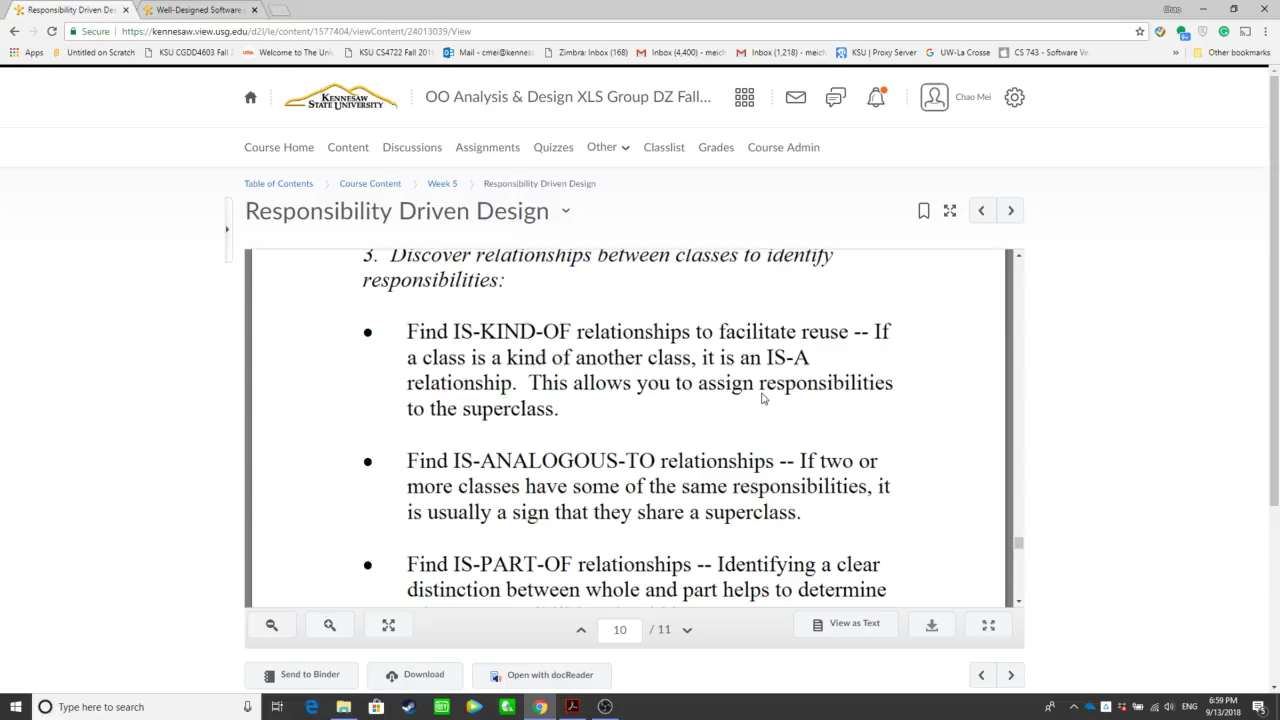 Responsibility Driven Des
Well-Designed Software
Chao
Secure
https://kennesaw.view.usg.edu/d2l/le/content/1577404/viewContent/24013039/View
Apps
Untitled on Scratch
KSU CGDD4603 Fall
Welcome to The Uni
KSU CS4722 Fall 201
Mail - cmei@kennes
Zimbra: Inbox (168)
Inbox (4,400) - meich
Inbox (1,218) - meich
KSU | Proxy Server
UW-La Crosse
CS 743 - Software Ve
»
Other bookmarks
KENNESAW
STATE UNIVERSITY
OO Analysis & Design XLS Group DZ Fall...
Chao Mei
Course Home
Content
Discussions
Assignments
Quizzes
Other
Classlist
Grades
Course Admin
Table of Contents
Course Content
Week 5
Responsibility Driven Design
Responsibility Driven Design
3. Discover relationships between classes to identify
responsibilities:
● Find IS-KIND-OF relationships to facilitate reuse -- If
a class is a kind of another class, it is an IS-A
relationship. This allows you to assign responsibilities
to the superclass.
● Find IS-ANALOGOUS-TO relationships -- If two or
more classes have some of the same responsibilities, it
is usually a sign that they share a superclass.
● Find IS-PART-OF relationships -- Identifying a clear
distinction between whole and part helps to determine
10
/ 11
View as Text
Send to Binder
Download
Open with docReader
Type here to search
ENG
6:59 PM
9/13/2018